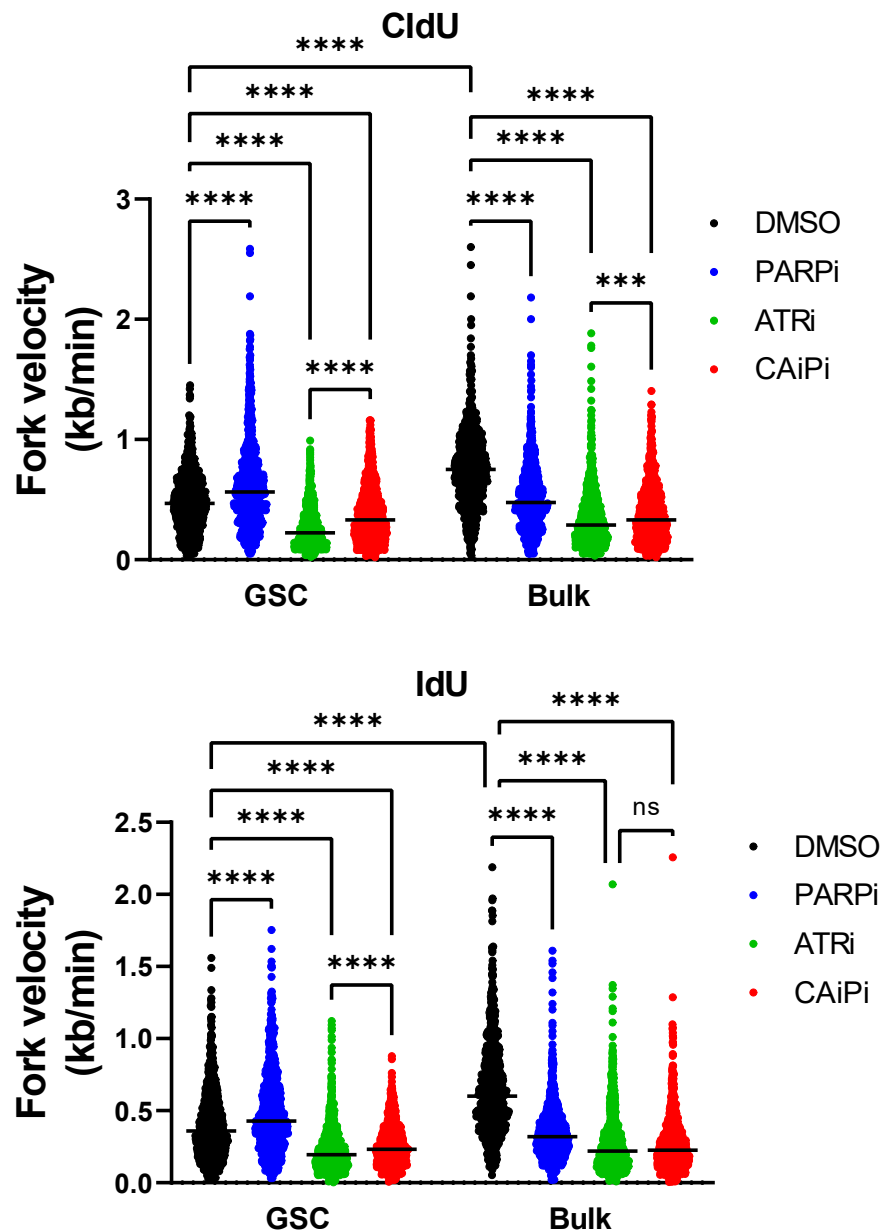 CldU
****
****
****
****
****
****
****
****
***
3
2
1
0
Fork velocity
(kb/min)
GSC
Bulk
DMSO
PARPi
ATRi
CAiPi
IdU
****
****
****
****
****
****
****
****
ns
2.5
2.0
1.5
1.0
0.5
0.0
Fork velocity
(kb/min)
GSC
Bulk
DMSO
PARPi
ATRi
CAiPi